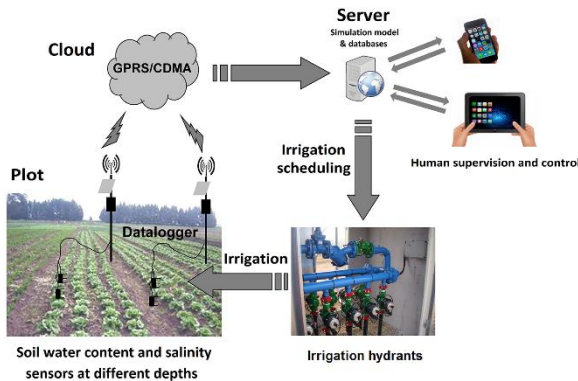 Server
Simulation model
& databases
Cloud
GPRS/CDMA
Irrigation
scheduling
Human supervision and control
Plot
Datalogger
Irrigation
Soil water content and salinity
sensors at different depths
Irrigation hydrants